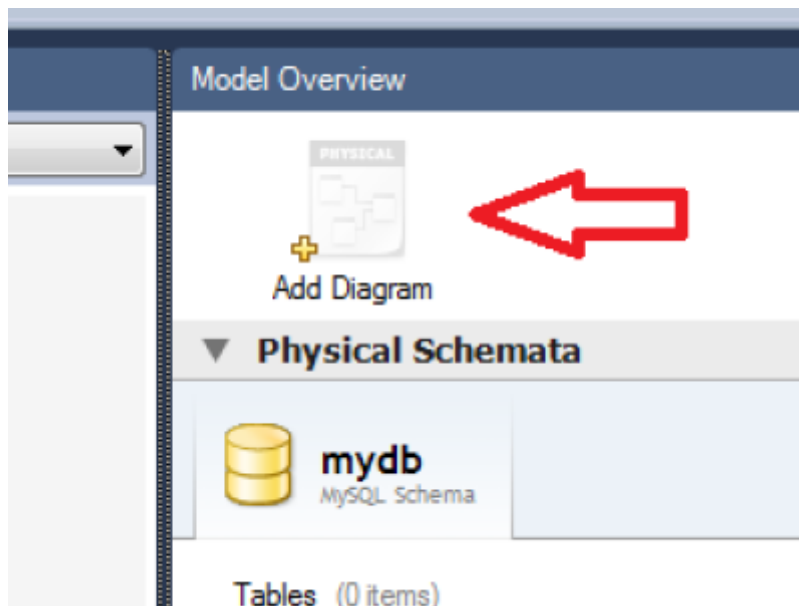 Model Overview
PHYSICAL
Add Diagram
Physical Schemata
mydb
MySQL Schema
Tables (0 items)